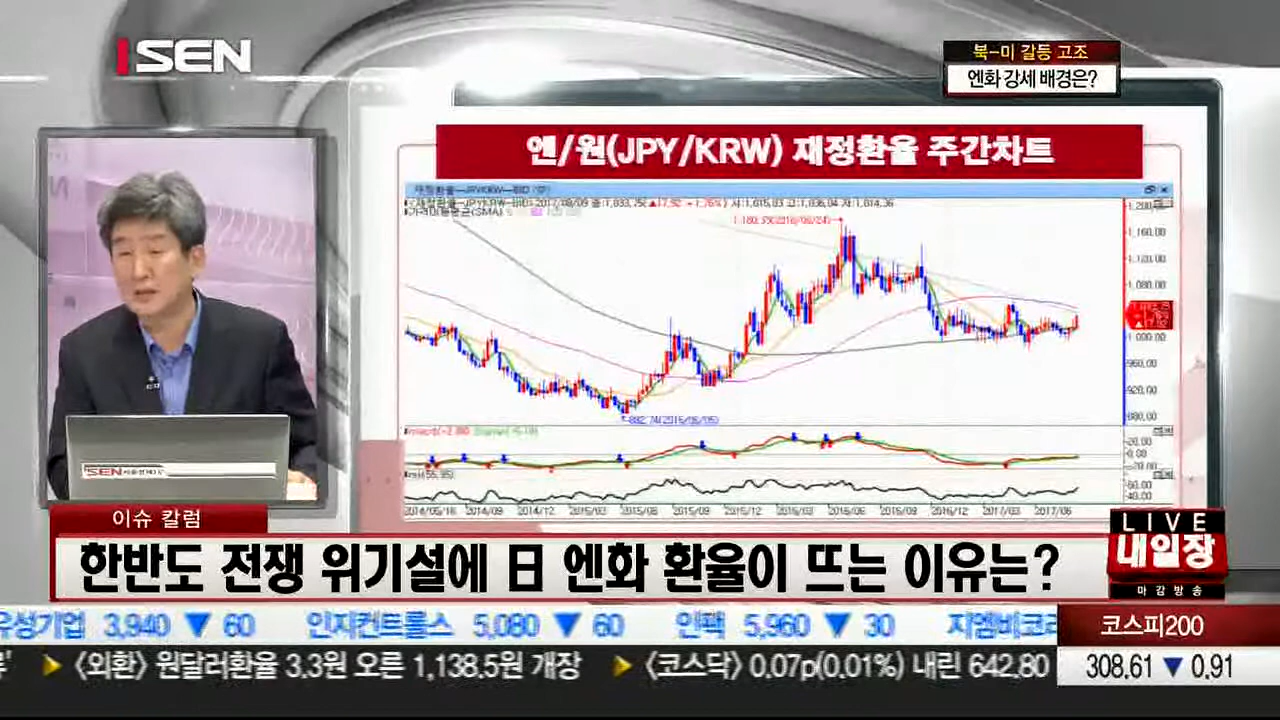 SEN
북-미 갈등 고조
엔화 강세 배경은?
엔/원(JPY/KRW) 재정환율 주간차트
1,160.00
1,120.00
1,080.00
1,000.00
960.00
920.00
880.00
2014/09
2014/12
2015/03
2015/09
2015/12
2016/03
2016/06
2016/09
2016/12
2017/03
2017/06
SEN
이슈 칼럼
한반도 전쟁 위기설에 日 엔화 환율이 뜨는 이유는?
LIVE
내일장
마감방송
유성기업 3,940 ▼ 60 인지컨트롤스 5,080 ▼ 60 인팩 5,960 ▼ 30 지엠비코리
코스피200
▶ 〈외환〉 원달러환율 3.3원 오른 1,138.5원 개장 ▶ 〈코스닥〉 0.07p(0.01%) 내린 642.80
308.61 ▼ 0.91